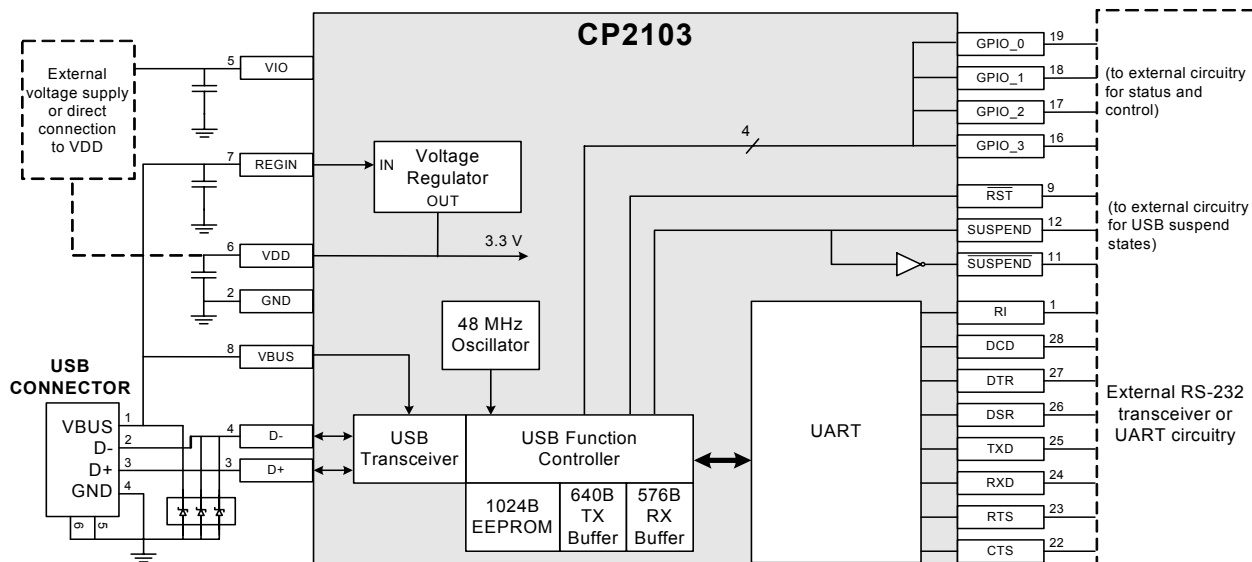 CP2103
External
voltage supply
or direct
connection
to VDD
5
VIO
7
REGIN
IN
Voltage
Regulator
OUT
6
VDD
3.3 V
2
GND
48 MHz
Oscillator
8
VBUS
USB
CONNECTOR
VBUS
1
D-
2
D+
3
GND
4
6
5
4
D-
3
D+
USB
Transceiver
USB Function
Controller
1024B
EEPROM
640B
TX
Buffer
576B
RX
Buffer
UART
4
GPIO_0
19
GPIO_1
18
GPIO_2
17
GPIO_3
16
(to external circuitry
for status and
control)
RST
9
SUSPEND
12
SUSPEND
11
(to external circuitry
for USB suspend
states)
RI
1
DCD
28
DTR
27
DSR
26
TXD
25
RXD
24
RTS
23
CTS
22
External RS-232
transceiver or
UART circuitry